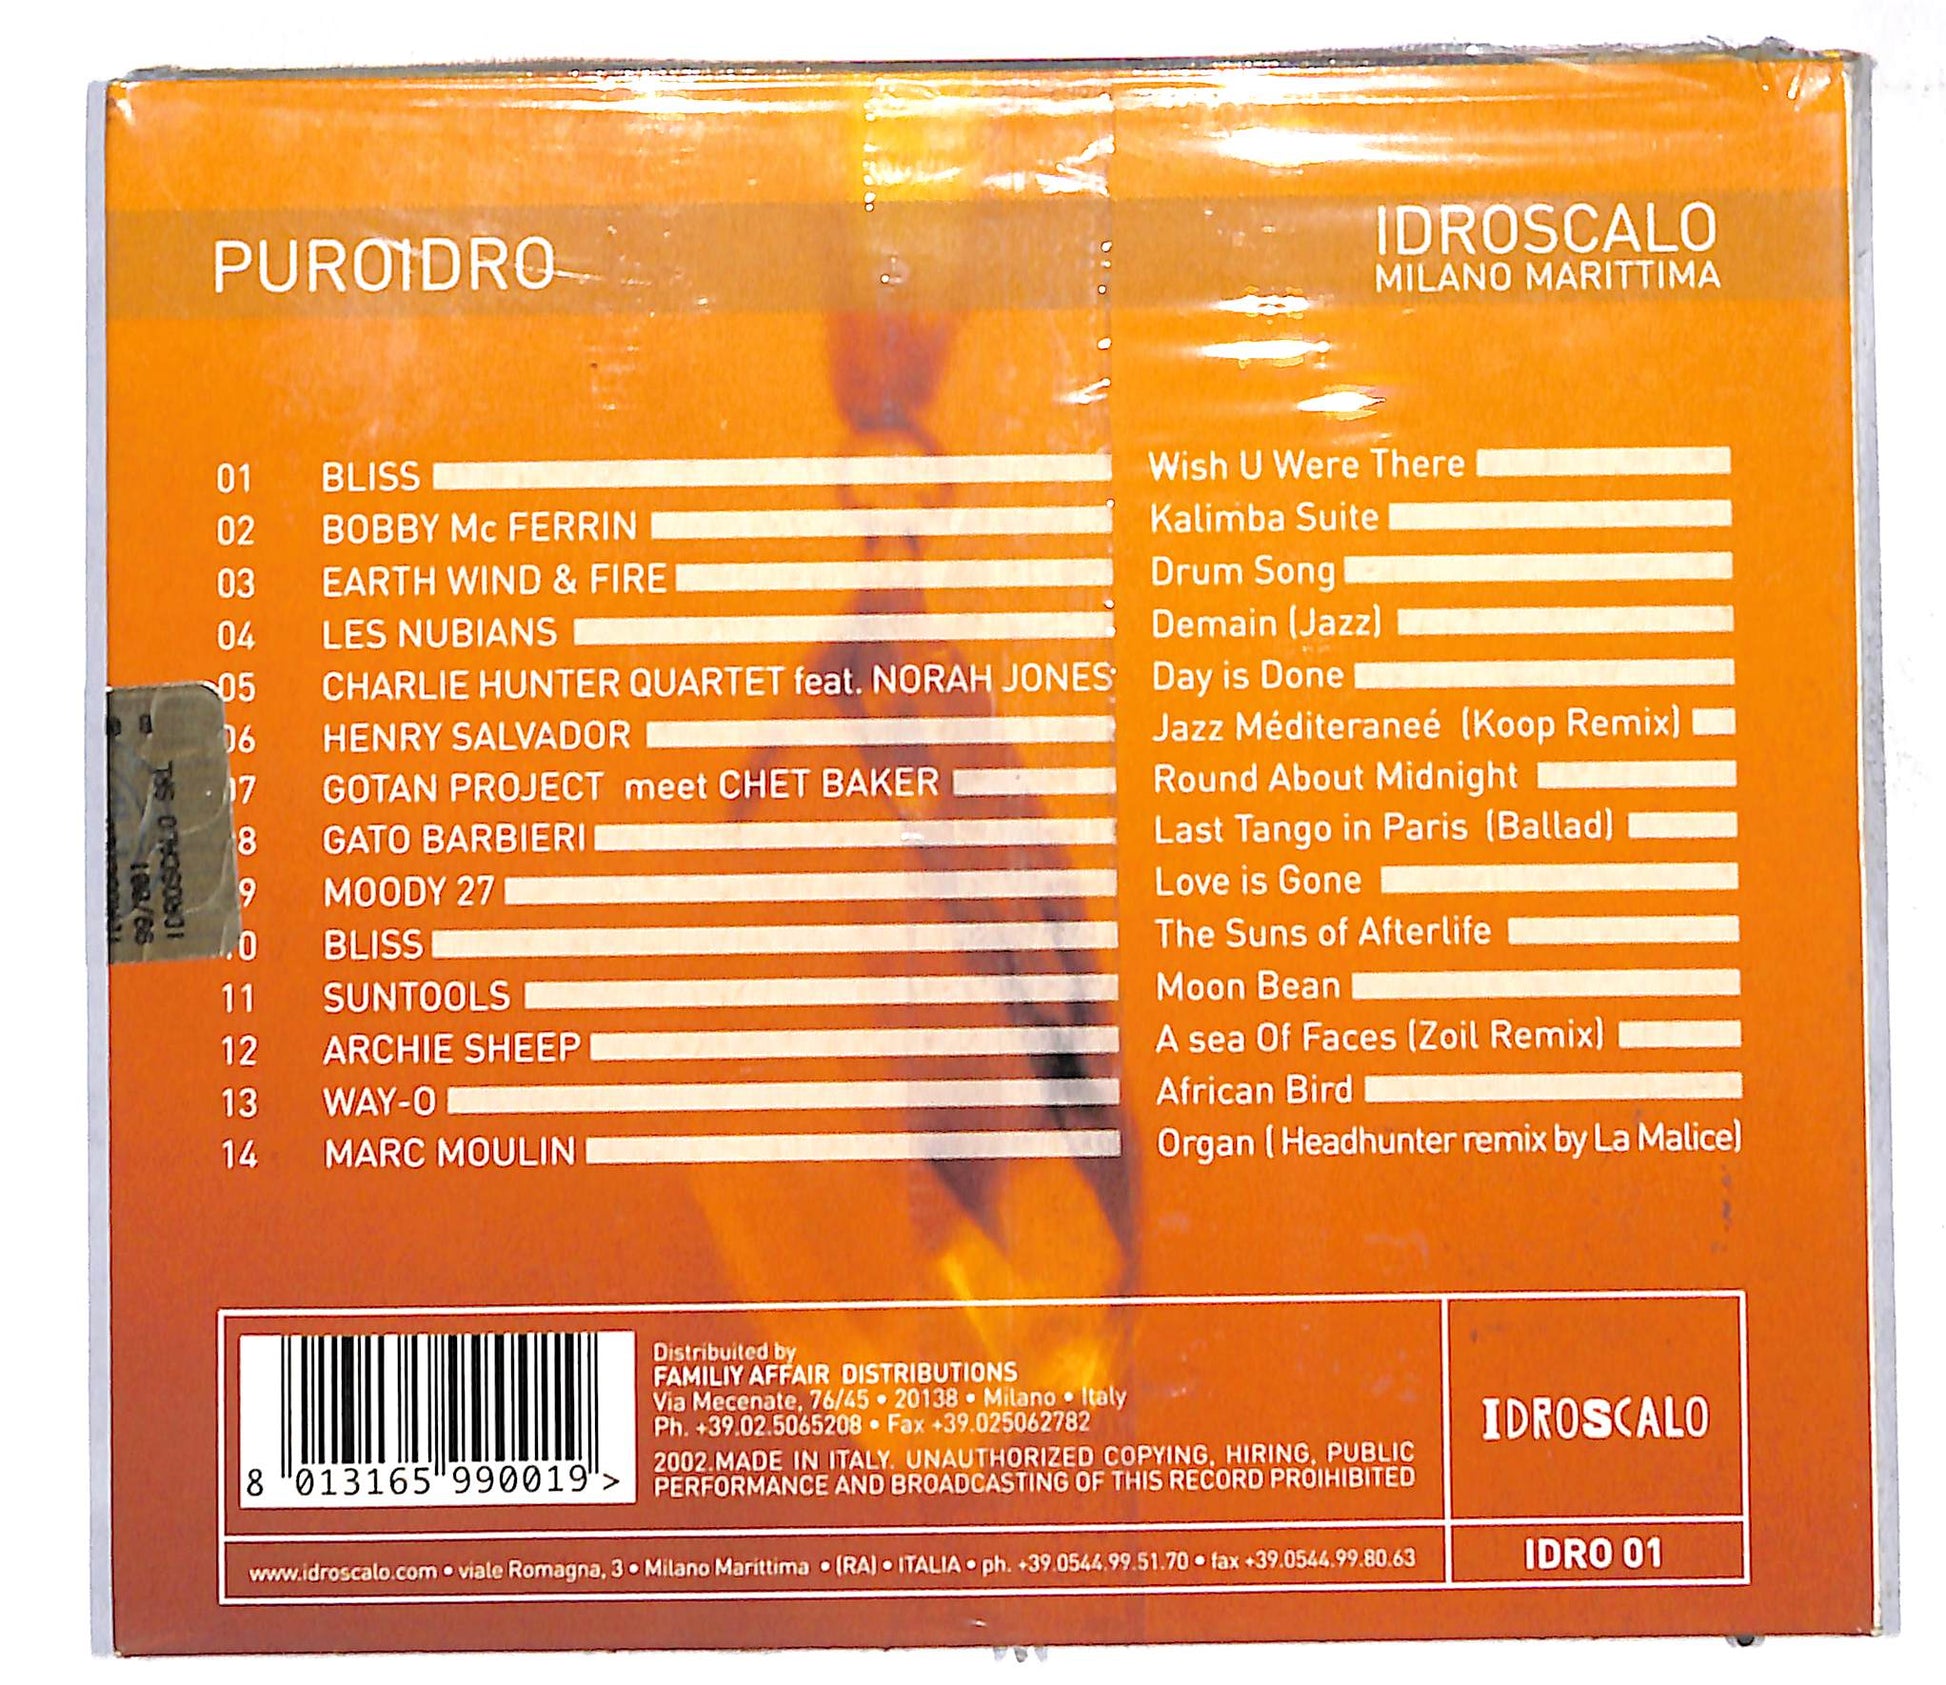 PUROIDRO
IDROSCALO
MILANO MARITTIMA
01 BLISS Wish U Were There
02 BOBBY Mc FERRIN Kalimba Suite
03 EARTH WIND & FIRE Drum Song
04 LES NUBIANS Demain (Jazz)
05 CHARLIE HUNTER QUARTET feat. NORAH JONES Day is Done
06 HENRY SALVADOR Jazz Méditeraneé (Koop Remix)
7 GOTAN PROJECT meet CHET BAKER Round About Midnight
8 GATO BARBIERI Last Tango in Paris (Ballad)
9 MOODY 27 Love is Gone
0 BLISS The Suns of Afterlife
11 SUNTOOLS Moon Bean
12 ARCHIE SHEEP A sea Of Faces (Zoil Remix)
13 WAY-O African Bird
14 MARC MOULIN Organ ( Headhunter remix by La Malice)
99/001
IDROSCALO SRL
8 013165 990019 >
Distribuited by
FAMILIY AFFAIR DISTRIBUTIONS
Via Mecenate, 76/45 • 20138 • Milano • Italy
Ph. +39.02.5065208 • Fax +39.025062782
2002.MADE IN ITALY. UNAUTHORIZED COPYING, HIRING, PUBLIC
PERFORMANCE AND BROADCASTING OF THIS RECORD PROIHIBITED
IDROSCALO
www.idroscalo.com • viale Romagna, 3 • Milano Marittima • (RA) • ITALIA • ph. +39.0544.99.51.70 • fax +39.0544.99.80.63
IDRO 01